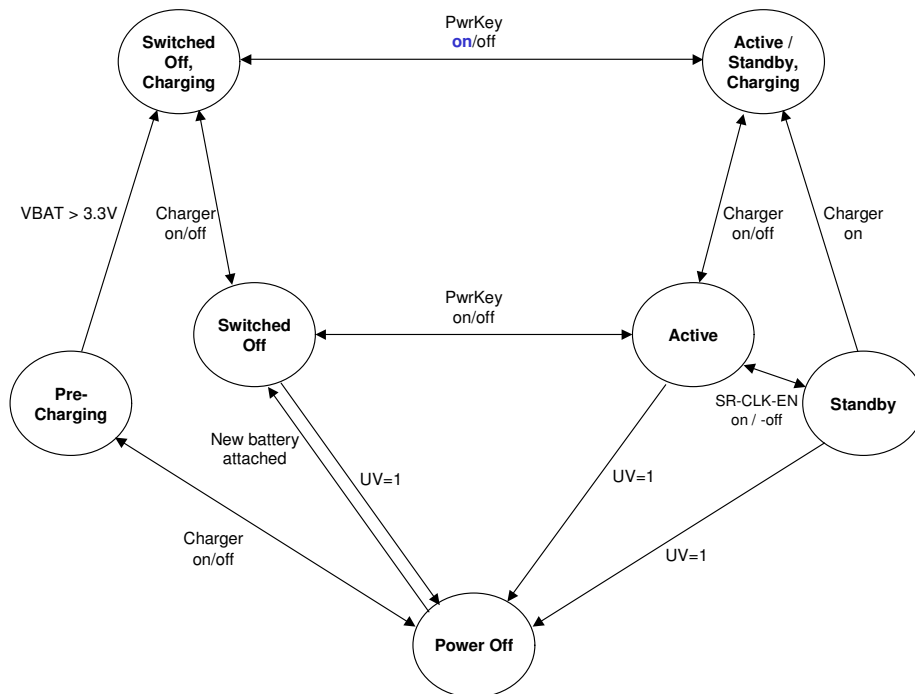 PwrKey
on/off
Switched
Off,
Charging
Active /
Standby,
Charging
VBAT > 3.3V
Charger
on/off
Charger
on/off
Charger
on
PwrKey
on/off
Switched
Off
Active
Pre-
Charging
SR-CLK-EN
on / -off
Standby
New battery
attached
UV=1
UV=1
Charger
on/off
UV=1
Power Off